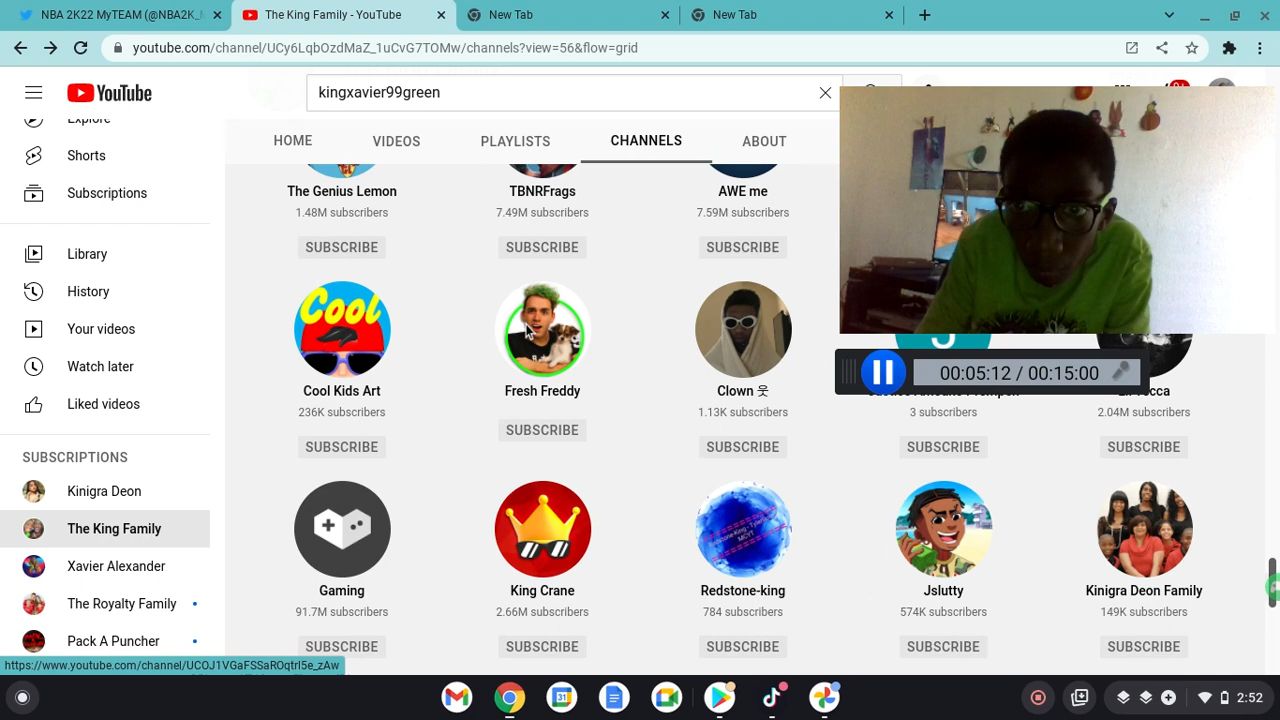 NBA 2K22 MyTEAM (@NBA2K_M
The King Family - YouTube
New Tab
New Tab
youtube.com/channel/UCy6LqbOzdMaZ_1uCvG7TOMw/channels?view=56&flow=grid
YouTube
kingxavier99green
Explore
Shorts
Subscriptions
Library
History
Your videos
Watch later
Liked videos
SUBSCRIPTIONS
Kinigra Deon
The King Family
Xavier Alexander
The Royalty Family
Pack A Puncher
HOME VIDEOS PLAYLISTS CHANNELS ABOUT
The Genius Lemon TBNRFrags AWE me
1.48M subscribers 7.49M subscribers 7.59M subscribers
SUBSCRIBE SUBSCRIBE SUBSCRIBE
00:05:12 / 00:15:00
Cool
Cool Kids Art Fresh Freddy Clown 웃
236K subscribers 1.13K subscribers 3 subscribers 2.04M subscribers
SUBSCRIBE SUBSCRIBE SUBSCRIBE SUBSCRIBE SUBSCRIBE
Gaming King Crane Redstone-king Jslutty Kinigra Deon Family
91.7M subscribers 2.66M subscribers 784 subscribers 574K subscribers 149K subscribers
SUBSCRIBE SUBSCRIBE SUBSCRIBE SUBSCRIBE SUBSCRIBE
https://www.youtube.com/channel/UCOJ1VGaFSSaROqtrI5e_zAw
31
2:52